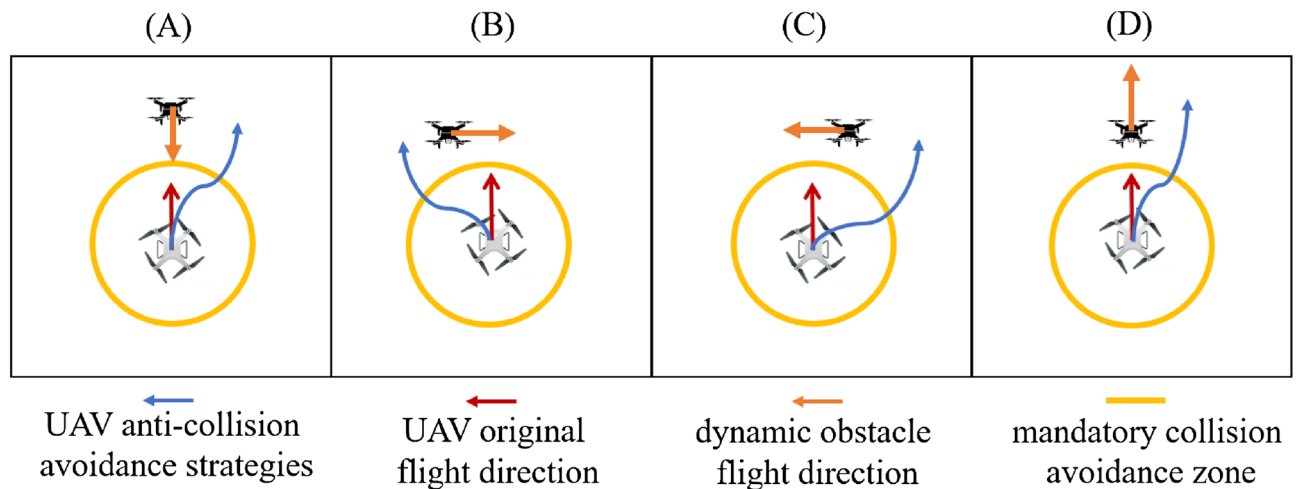 (A)
(B)
(C)
(D)
UAV anti-collision
avoidance strategies
UAV original
flight direction
dynamic obstacle
flight direction
mandatory collision
avoidance zone